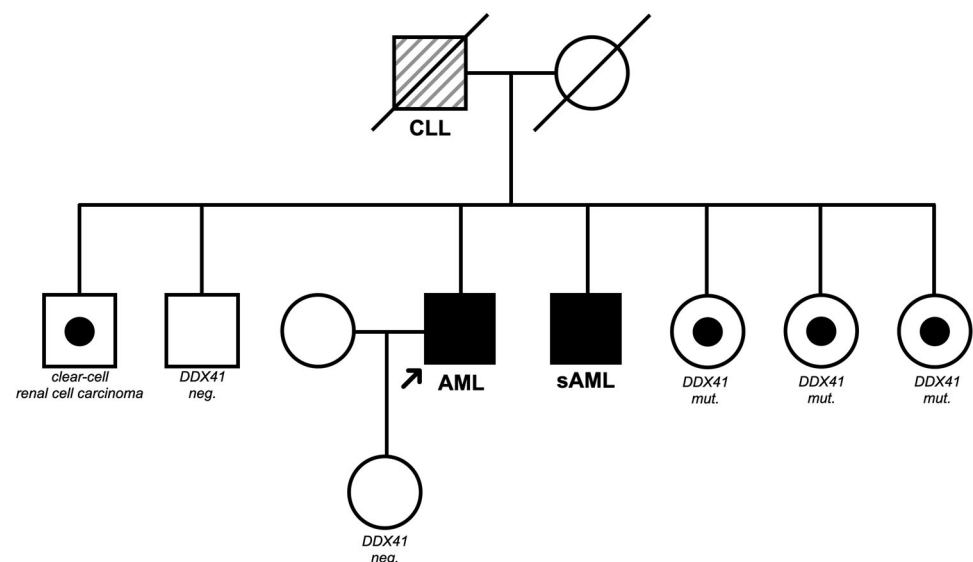 CLL
clear-cell
renal cell carcinoma
DDX41
neg.
AML
sAML
DDX41
mut.
DDX41
mut.
DDX41
mut.
DDX41
neg.